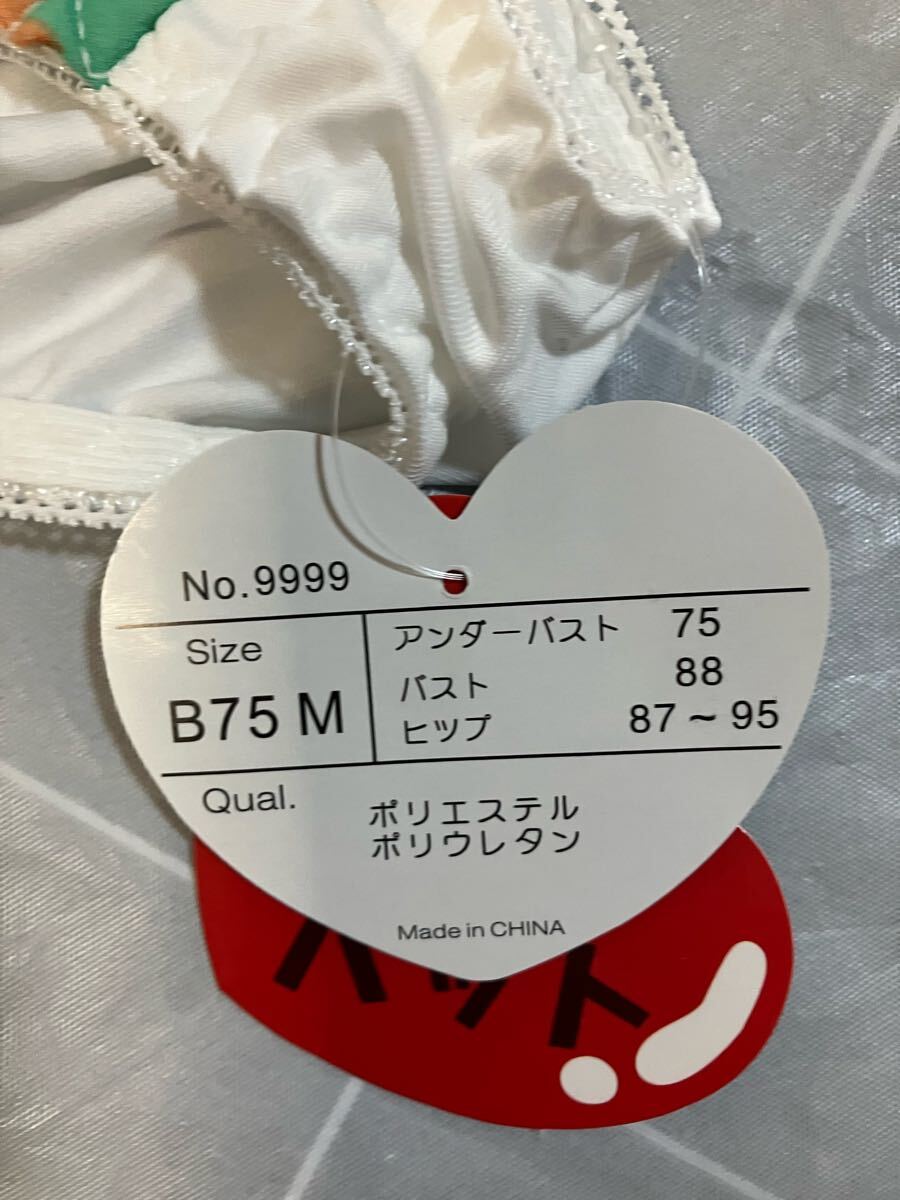 No.9999
Size
B75 M
アンダーバスト 75
バスト 88
ヒップ 87～95
Qual.
ポリエステル
ポリウレタン
Made in CHINA